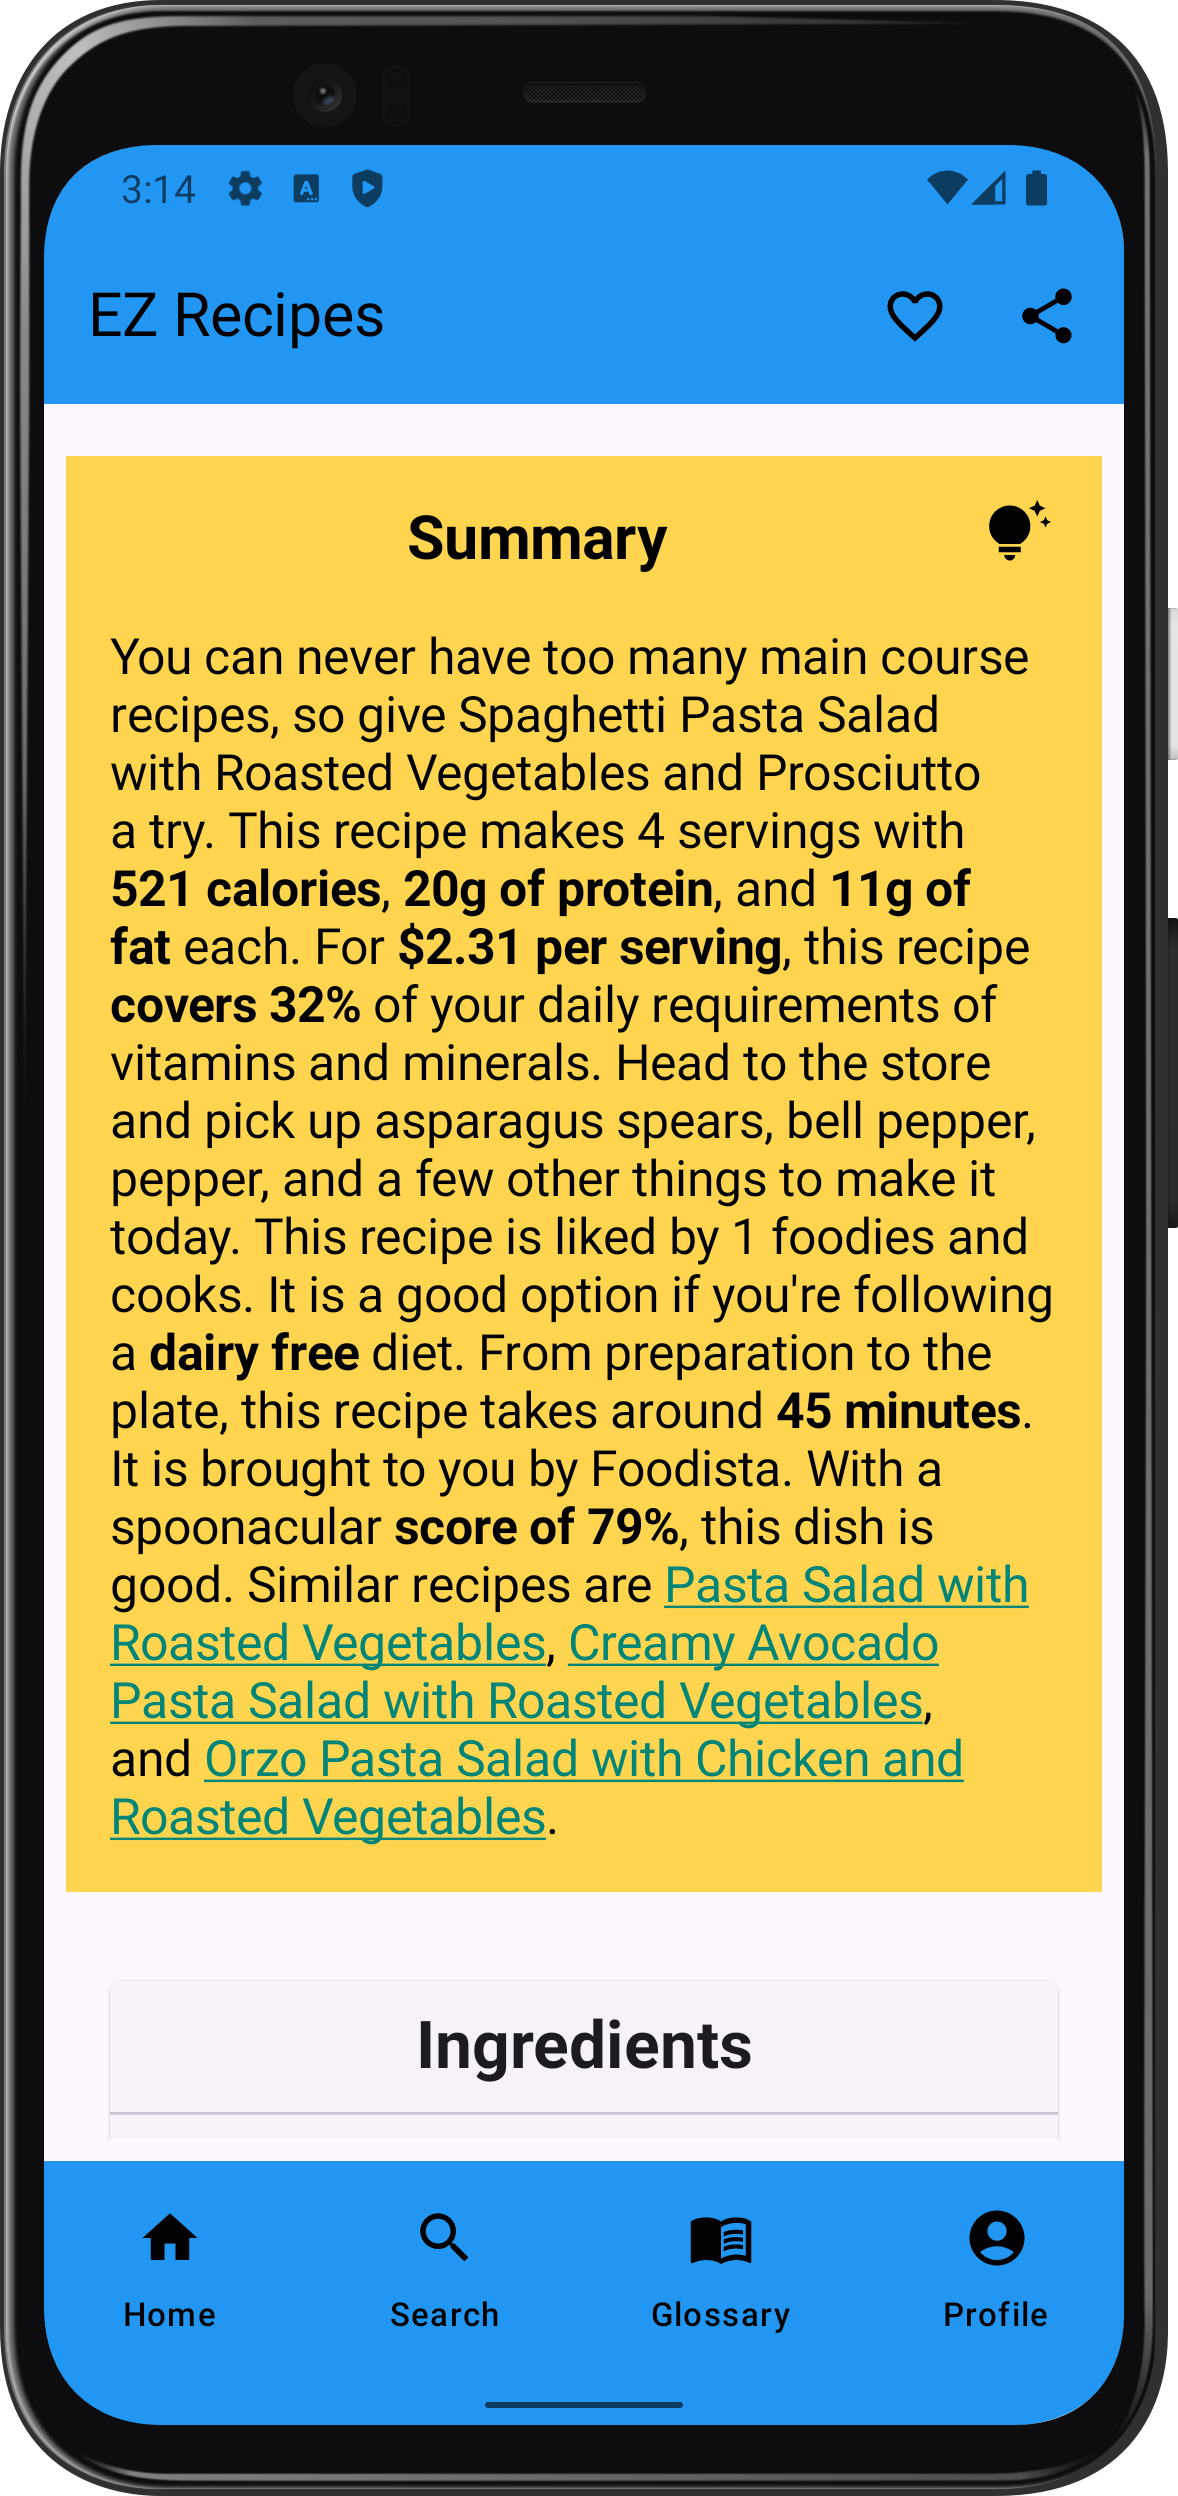 3:14
EZ Recipes
Summary
You can never have too many main course
recipes, so give Spaghetti Pasta Salad
with Roasted Vegetables and Prosciutto
a try. This recipe makes 4 servings with
521 calories, 20g of protein, and 11g of
fat each. For $2.31 per serving, this recipe
covers 32% of your daily requirements of
vitamins and minerals. Head to the store
and pick up asparagus spears, bell pepper,
pepper, and a few other things to make it
today. This recipe is liked by 1 foodies and
cooks. It is a good option if you're following
a dairy free diet. From preparation to the
plate, this recipe takes around 45 minutes.
It is brought to you by Foodista. With a
spoonacular score of 79%, this dish is
good. Similar recipes are Pasta Salad with
Roasted Vegetables, Creamy Avocado
Pasta Salad with Roasted Vegetables,
and Orzo Pasta Salad with Chicken and
Roasted Vegetables.
Ingredients
Home Search Glossary Profile